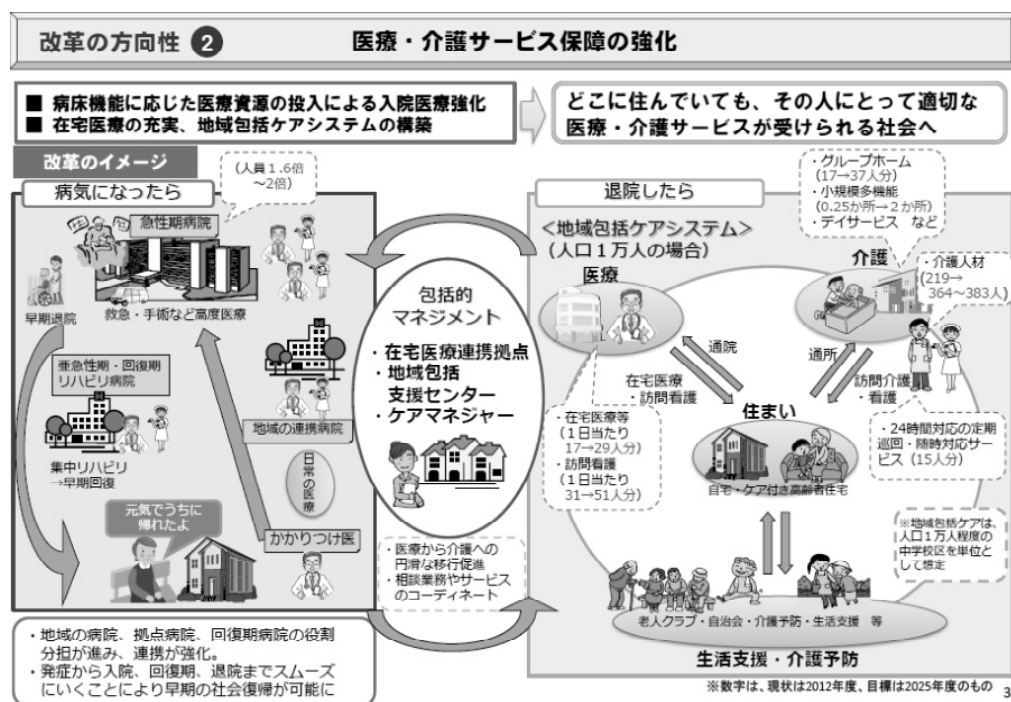 改革の方向性 ❷
医療・介護サービス保障の強化
■ 病床機能に応じた医療資源の投入による入院医療強化
■ 在宅医療の充実、地域包括ケアシステムの構築
どこに住んでいても、その人にとって適切な
医療・介護サービスが受けられる社会へ
改革のイメージ
病気になったら
(人員1.6倍
～2倍)
急性期病院
早期退院
救急・手術など高度医療
亜急性期・回復期
リハビリ病院
地域の連携病院
集中リハビリ
→早期回復
日常の医療
元気でうちに
帰れたよ
かかりつけ医
・地域の病院、拠点病院、回復期病院の役割
分担が進み、連携が強化。
・発症から入院、回復期、退院までスムーズ
にいくことにより早期の社会復帰が可能に
包括的
マネジメント
・在宅医療連携拠点
・地域包括
支援センター
・ケアマネジャー
・医療から介護への
円滑な移行促進
・相談業務やサービス
のコーディネート
退院したら
＜地域包括ケアシステム＞
(人口1万人の場合)
・グループホーム
(17→37人分)
・小規模多機能
(0.25か所→2か所)
・デイサービス など
医療
介護
・介護人材
(219→
364～383人)
通院
通所
在宅医療
・訪問看護
訪問介護
・看護
住まい
・在宅医療等
(1日当たり
17→29人分)
・訪問看護
(1日当たり
31→51人分)
・24時間対応の定期
巡回・随時対応サー
ビス(15人分)
自宅・ケア付き高齢者住宅
※地域包括ケアは、
人口1万人程度の
中学校区を単位と
して想定
老人クラブ・自治会・介護予防・生活支援 等
生活支援・介護予防
※数字は、現状は2012年度、目標は2025年度のもの
3